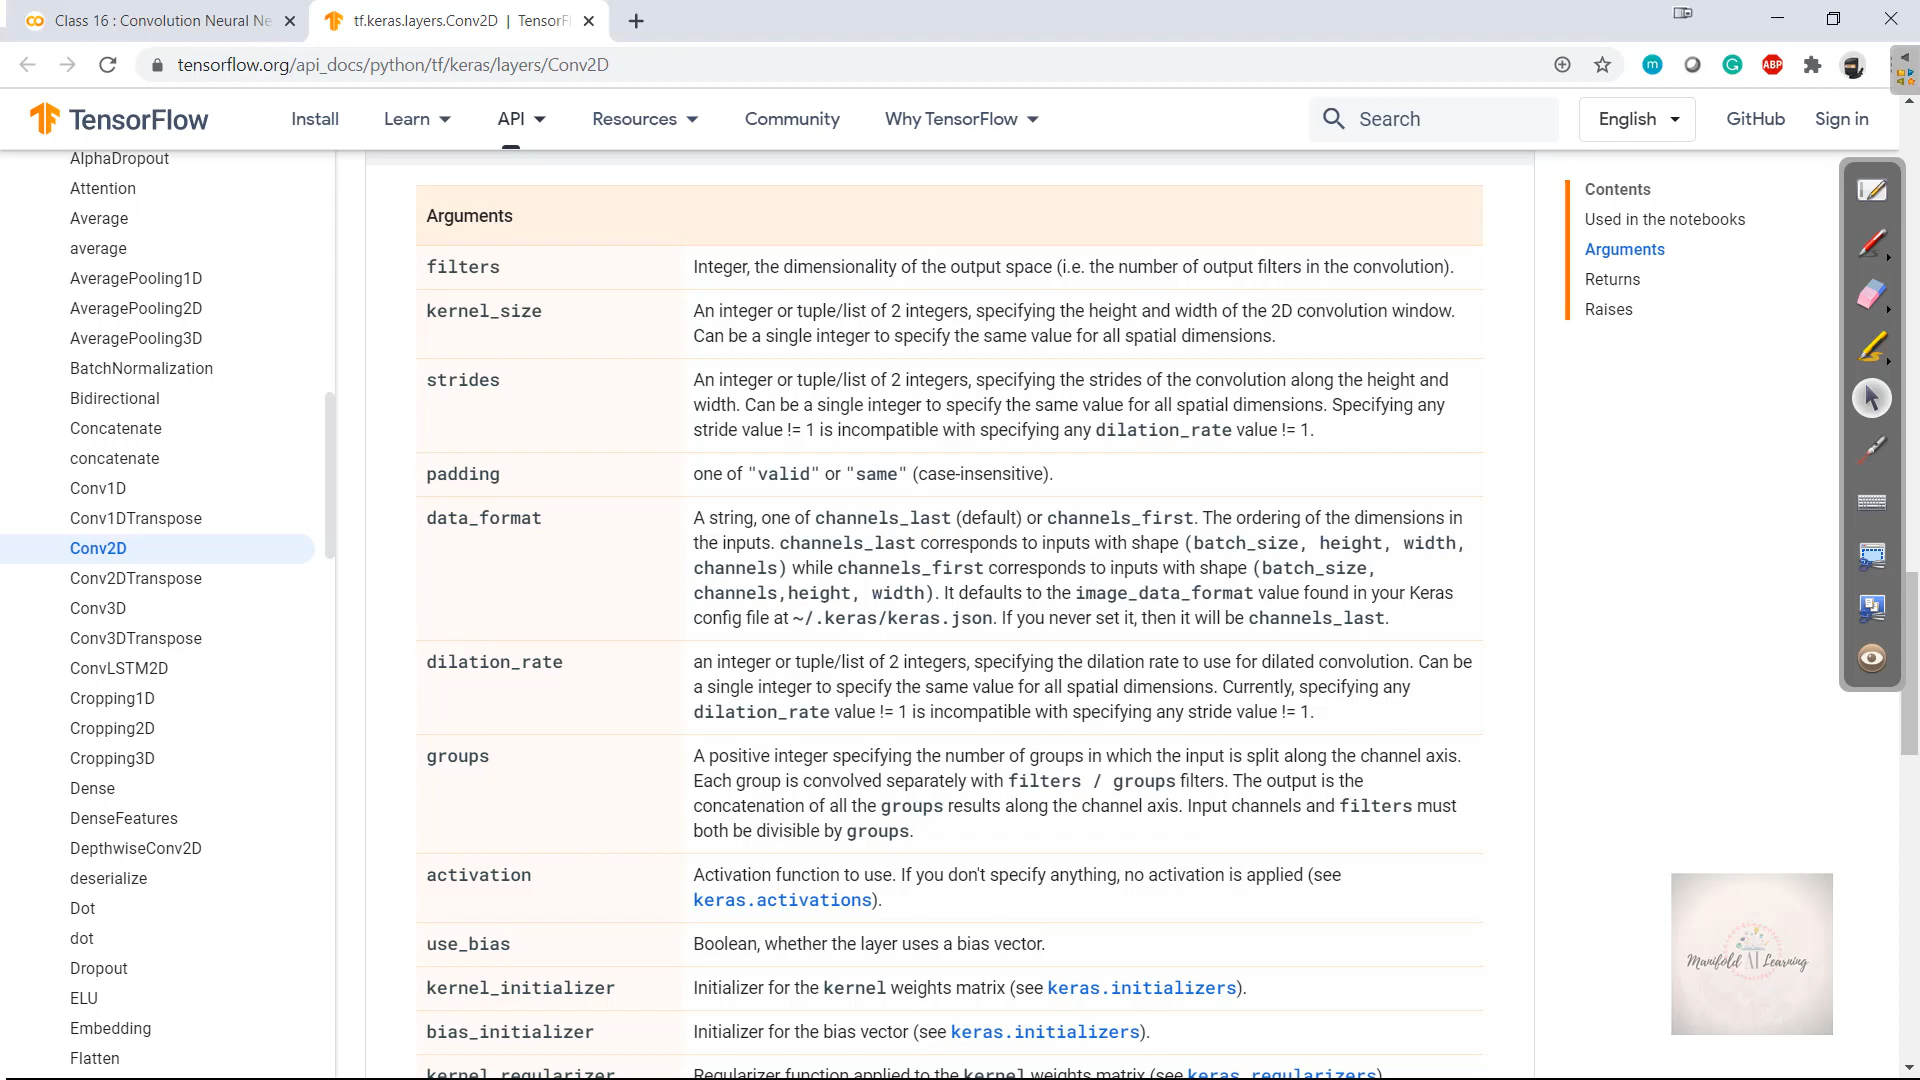 Class 16 : Convolution Neural Ne
tf.keras.layers.Conv2D | TensorF
tensorflow.org/api_docs/python/tf/keras/layers/Conv2D
m
G
ABP
TensorFlow
Install
Learn
API
Resources
Community
Why TensorFlow
Search
English
GitHub
Sign in
AlphaDropout
Attention
Average
average
AveragePooling1D
AveragePooling2D
AveragePooling3D
BatchNormalization
Bidirectional
Concatenate
concatenate
Conv1D
Conv1DTranspose
Conv2D
Conv2DTranspose
Conv3D
Conv3DTranspose
ConvLSTM2D
Cropping1D
Cropping2D
Cropping3D
Dense
DenseFeatures
DepthwiseConv2D
deserialize
Dot
dot
Dropout
ELU
Embedding
Flatten
Arguments
filters
Integer, the dimensionality of the output space (i.e. the number of output filters in the convolution).
kernel_size
An integer or tuple/list of 2 integers, specifying the height and width of the 2D convolution window.
Can be a single integer to specify the same value for all spatial dimensions.
strides
An integer or tuple/list of 2 integers, specifying the strides of the convolution along the height and
width. Can be a single integer to specify the same value for all spatial dimensions. Specifying any
stride value != 1 is incompatible with specifying any dilation_rate value != 1.
padding
one of "valid" or "same" (case-insensitive).
data_format
A string, one of channels_last (default) or channels_first. The ordering of the dimensions in
the inputs. channels_last corresponds to inputs with shape (batch_size, height, width,
channels) while channels_first corresponds to inputs with shape (batch_size,
channels,height, width). It defaults to the image_data_format value found in your Keras
config file at ~/.keras/keras.json. If you never set it, then it will be channels_last.
dilation_rate
an integer or tuple/list of 2 integers, specifying the dilation rate to use for dilated convolution. Can be
a single integer to specify the same value for all spatial dimensions. Currently, specifying any
dilation_rate value != 1 is incompatible with specifying any stride value != 1.
groups
A positive integer specifying the number of groups in which the input is split along the channel axis.
Each group is convolved separately with filters / groups filters. The output is the
concatenation of all the groups results along the channel axis. Input channels and filters must
both be divisible by groups.
activation
Activation function to use. If you don't specify anything, no activation is applied (see
keras.activations).
use_bias
Boolean, whether the layer uses a bias vector.
kernel_initializer
Initializer for the kernel weights matrix (see keras.initializers).
bias_initializer
Initializer for the bias vector (see keras.initializers).
kernel_regularizer
Regularizer function applied to the kernel weights matrix (see keras.regularizers)
Contents
Used in the notebooks
Arguments
Returns
Raises
Manifold AI Learning